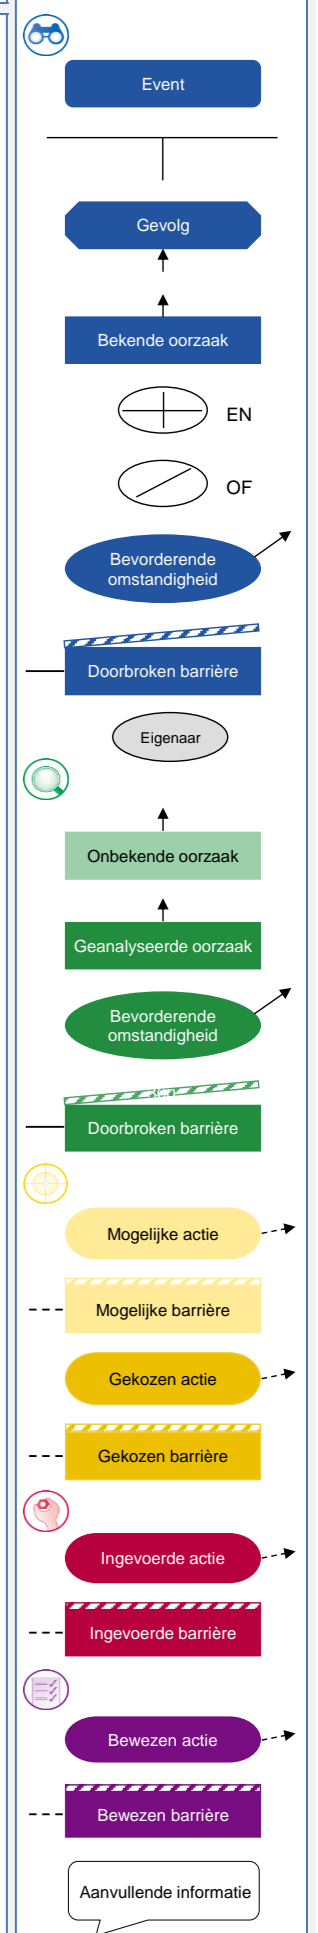 Event
Gevolg
Bekende oorzaak
EN
OF
Bevorderende
omstandigheid
Doorbroken barrière
Eigenaar
Onbekende oorzaak
Geanalyseerde oorzaak
Bevorderende
omstandigheid
Doorbroken barrière
Mogelijke actie
Mogelijke barrière
Gekozen actie
Gekozen barrière
Ingevoerde actie
Ingevoerde barrière
Bewezen actie
Bewezen barrière
Aanvullende informatie